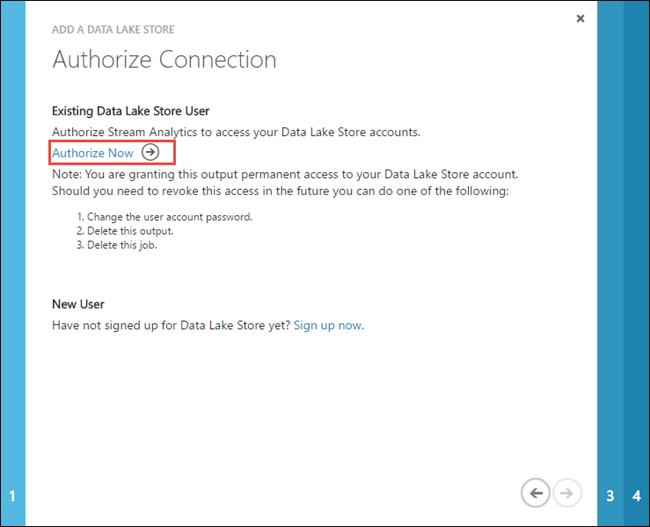 ADD A DATA LAKE STORE
Authorize Connection
Existing Data Lake Store User
Authorize Stream Analytics to access your Data Lake Store accounts.
Authorize Now
Note: You are granting this output permanent access to your Data Lake Store account.
Should you need to revoke this access in the future you can do one of the following:
1. Change the user account password.
2. Delete this output.
3. Delete this job.
New User
Have not signed up for Data Lake Store yet? Sign up now.
1
3
4